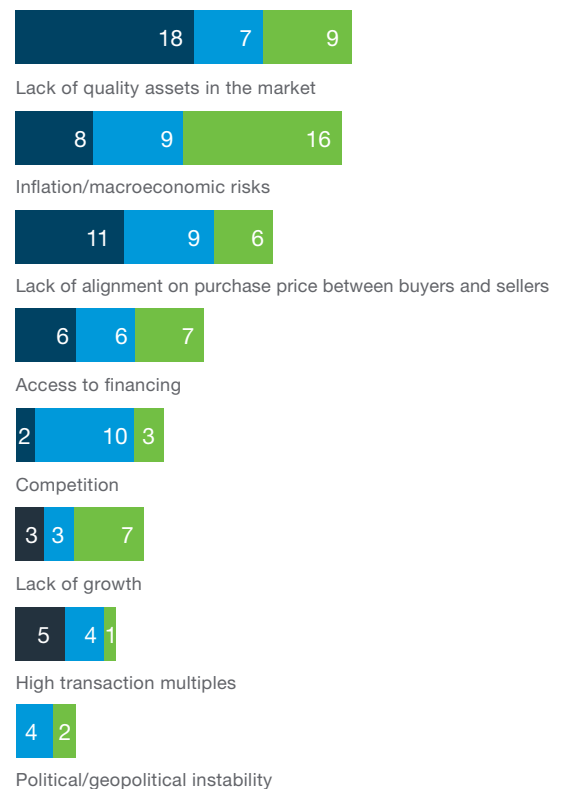 18 7 9
Lack of quality assets in the market
8 9 16
Inflation/macroeconomic risks
11 9 6
Lack of alignment on purchase price between buyers and sellers
6 6 7
Access to financing
2 10 3
Competition
3 3 7
Lack of growth
5 4 1
High transaction multiples
4 2
Political/geopolitical instability